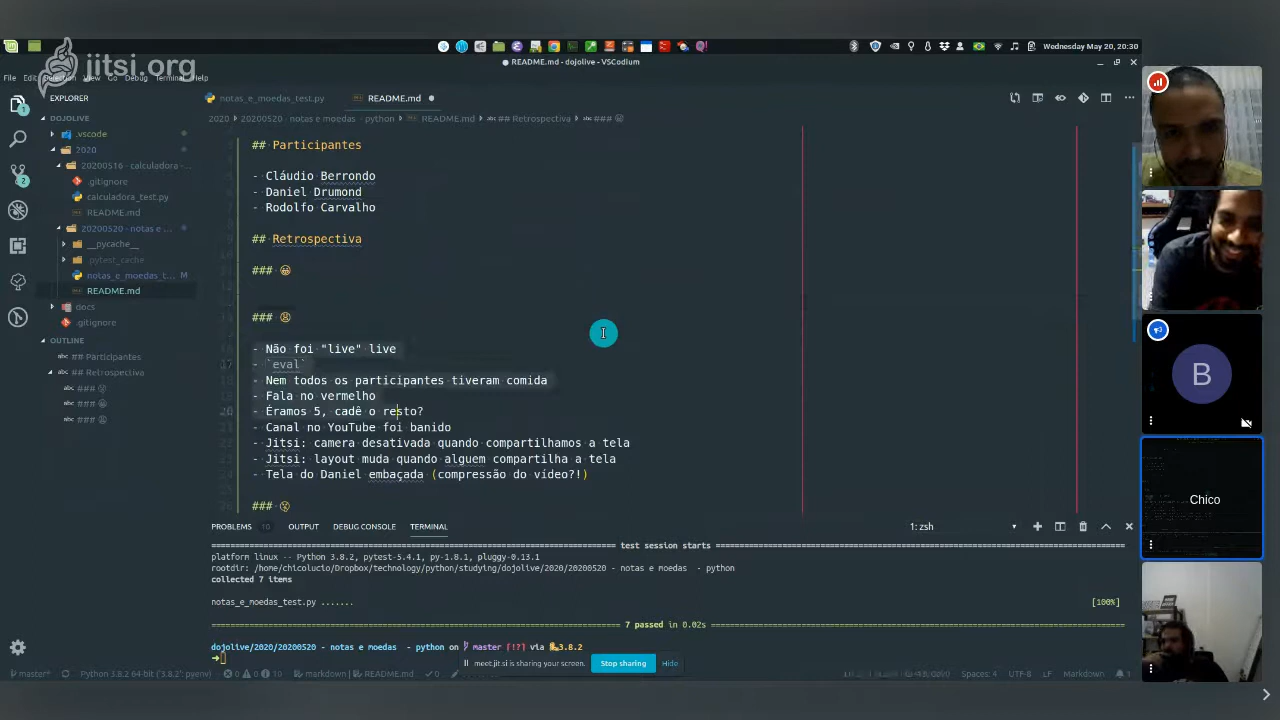 jitsi.org
Wednesday May 20, 20:30
README.md - dojolive - VSCodium
File Edit Selection View Go Debug Terminal Help
EXPLORER
notas_e_moedas_test.py
README.md
2020 > 20200520 - notas e moedas - python > README.md > ## Retrospectiva > ###
DOJOLIVE
.vscode
2020
20200516 - calculadora - ...
.gitignore
calculadora_test.py
README.md
20200520 - notas e ...
__pycache__
.pytest_cache
notas_e_moedas_t... M
README.md
docs
.gitignore
OUTLINE
## Participantes
## Retrospectiva
###
###
###
## Participantes
- Cláudio Berrondo
- Daniel Drumond
- Rodolfo Carvalho
## Retrospectiva
### 😀
### 😫
- Não foi "live" live
17 - `eval`
- Nem todos os participantes tiveram comida
- Fala no vermelho
20 - Éramos 5, cadê o resto?
- Canal no YouTube foi banido
22 - Jitsi: camera desativada quando compartilhamos a tela
- Jitsi: layout muda quando alguem compartilha a tela
24 - Tela do Daniel embaçada (compressão do video?!)
###
PROBLEMS 10 OUTPUT DEBUG CONSOLE TERMINAL
1: zsh
test session starts
platform linux -- Python 3.8.2, pytest-5.4.1, py-1.8.1, pluggy-0.13.1
rootdir: /home/chicolucio/Dropbox/technology/python/studying/dojolive/2020/20200520 - notas e moedas - python
collected 7 items
notas_e_moedas_test.py ....... [100%]
7 passed in 0.02s
dojolive/2020/20200520 - notas e moedas - python on master [!?] via 3.8.2
meet.jit.si is sharing your screen. Stop sharing Hide
master* Python 3.8.2 64-bit ('3.8.2': pyenv) 0 0 10 markdown README.md 0
Spaces: 4 UTF-8 LF Markdown 1
B
Chico